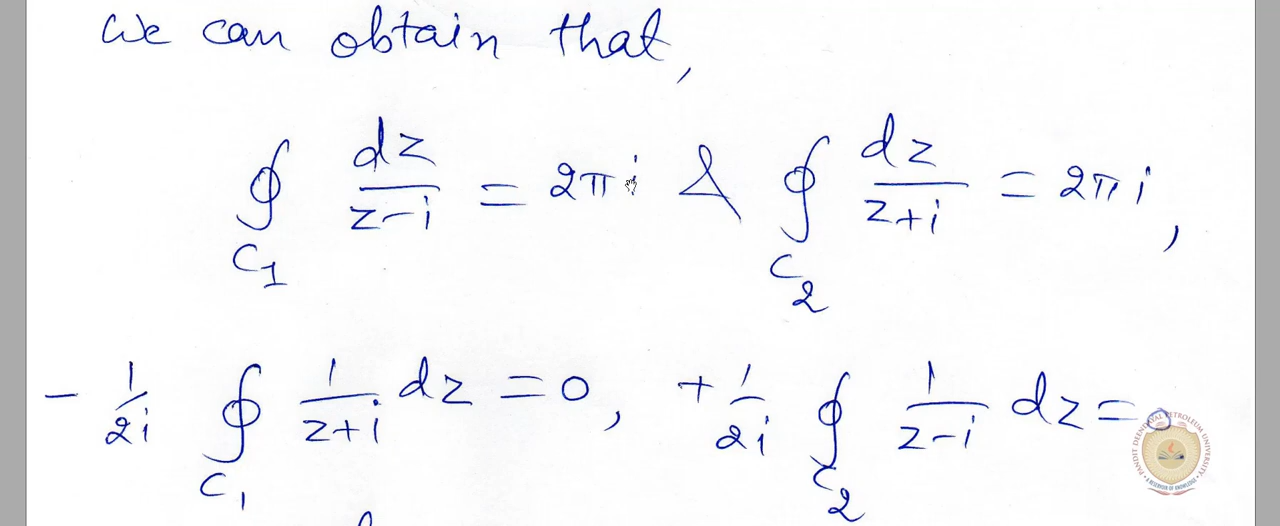 We can obtain that,
∮_{C_1} dz/(z-i) = 2πi & ∮_{C_2} dz/(z+i) = 2πi,
- 1/2i ∮_{C_1} 1/(z+i) dz = 0, + 1/2i ∮_{C_2} 1/(z-i) dz = 0